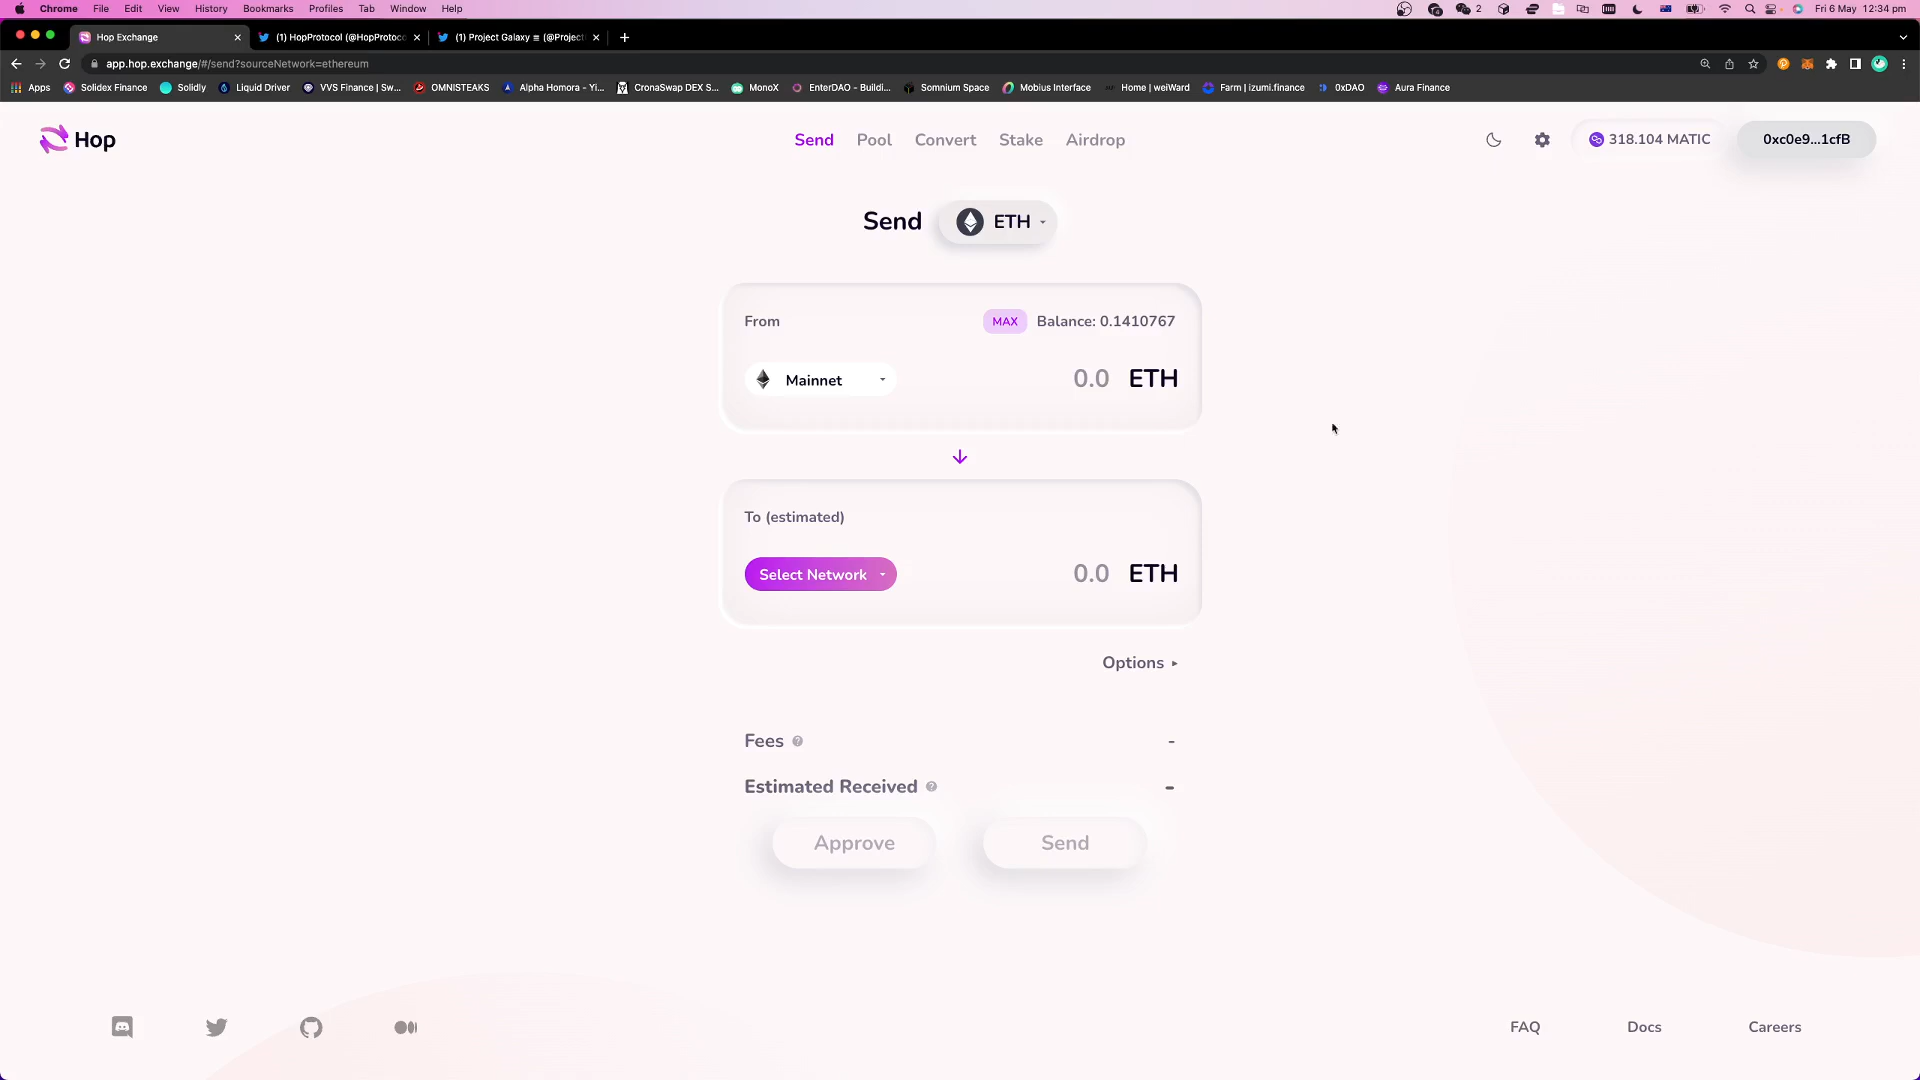 Chrome File Edit View History Bookmarks Profiles Tab Window Help 2 Fri 6 May 12:34 pm
Hop Exchange (1) HopProtocol (@HopProtoc (1) Project Galaxy ≡ (@Project
app.hop.exchange/#/send?sourceNetwork=ethereum
Apps Solidex Finance Solidly Liquid Driver VVS Finance | Sw... OMNISTEAKS Alpha Homora - Yi... CronaSwap DEX S... MonoX EnterDAO - Buildi... Somnium Space Mobius Interface Home | weiWard Farm | izumi.finance 0xDAO Aura Finance
Hop Send Pool Convert Stake Airdrop 318.104 MATIC 0xc0e9...1cfB
Send ETH
From MAX Balance: 0.1410767
Mainnet 0.0 ETH
To (estimated)
Select Network 0.0 ETH
Options
Fees -
Estimated Received -
Approve Send
FAQ Docs Careers